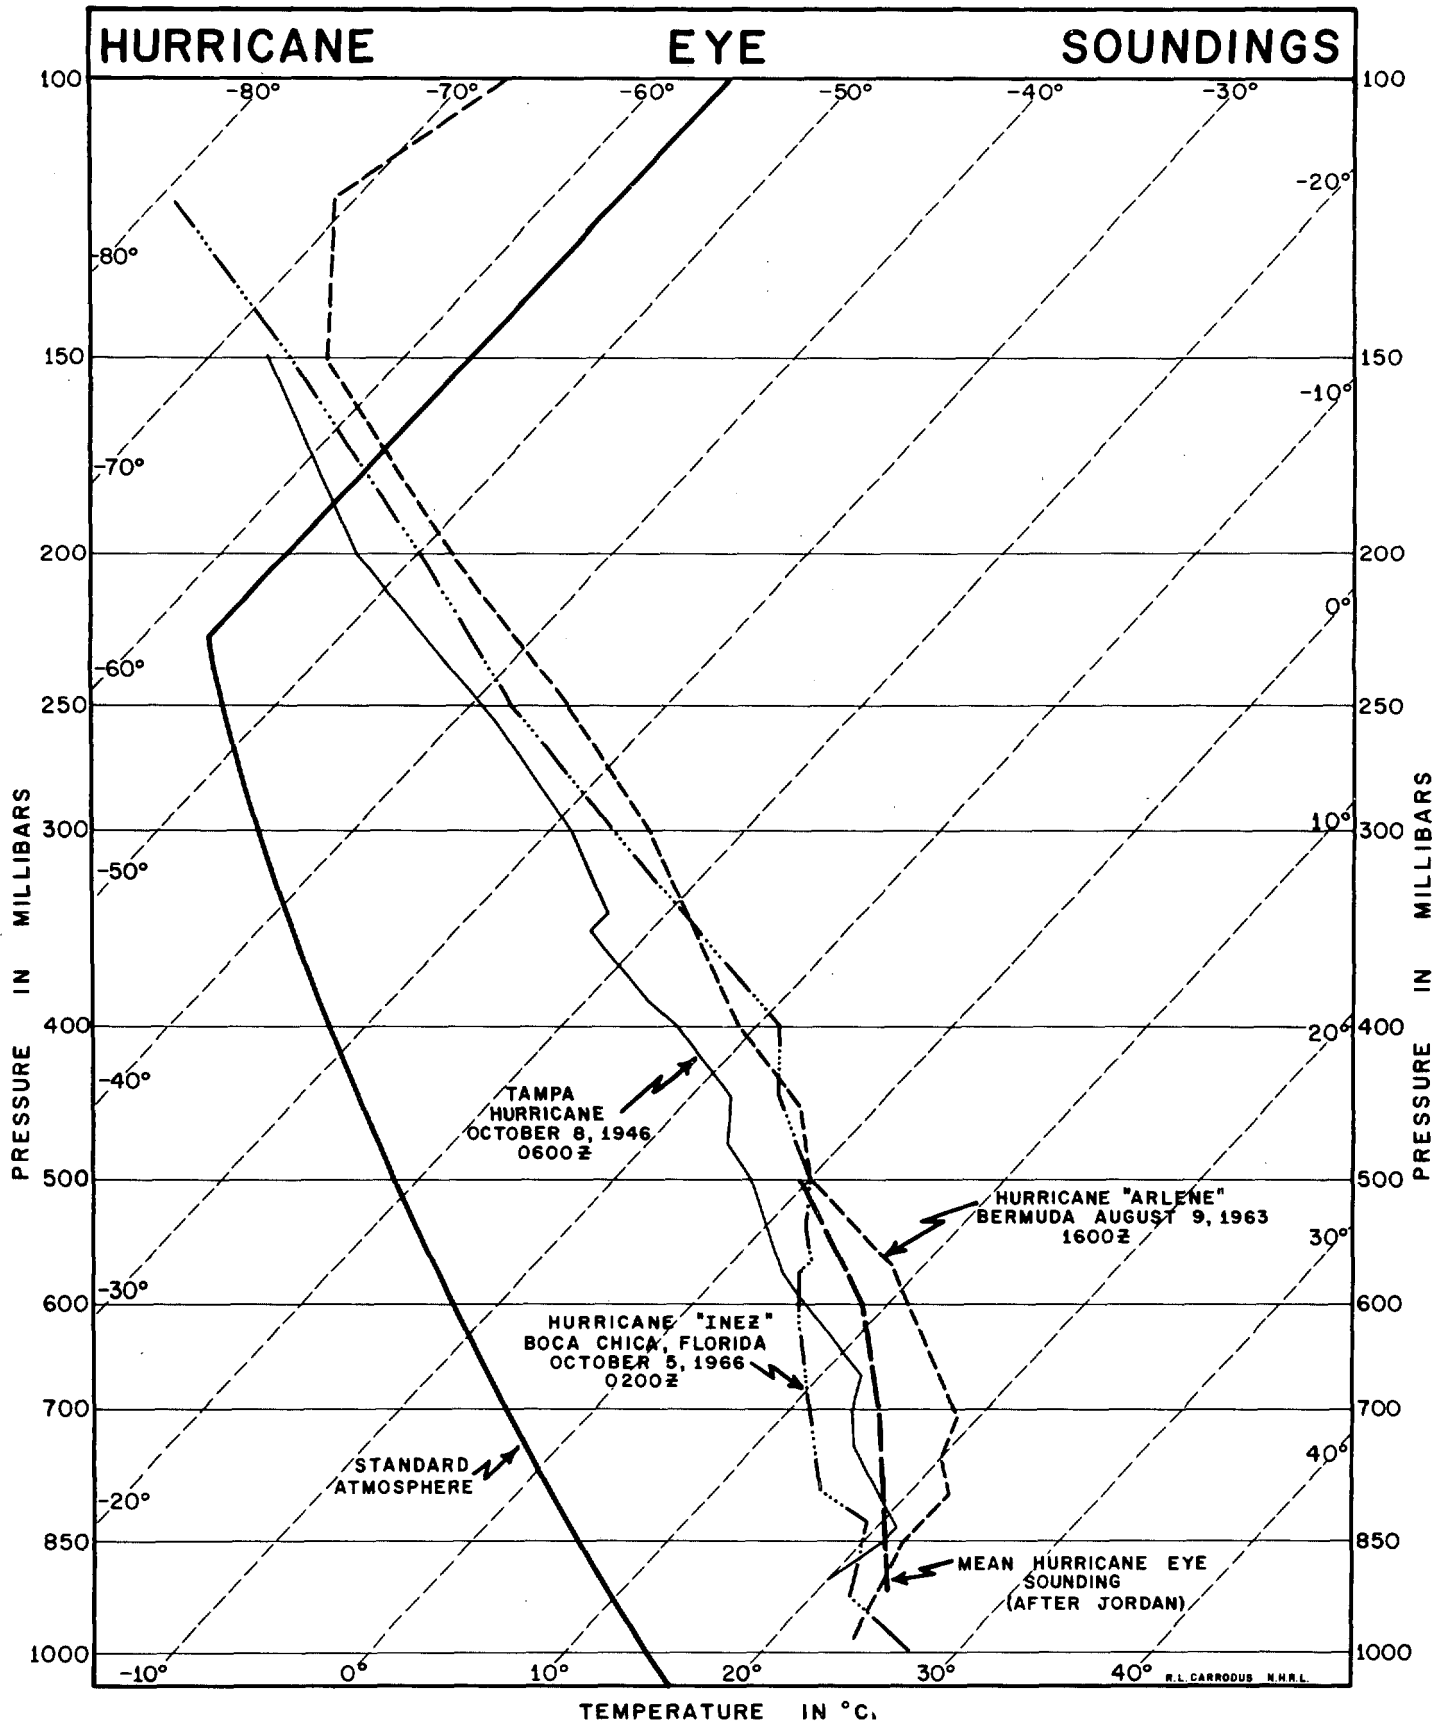 HURRICANE EYE SOUNDINGS
100 100
-80° -70° -60° -50° -40° -30°
-20°
-80°
150 150
-10°
-70°
200 200
0°
-60°
250 250
300 10° 300
-50°
400 20° 400
-40°
TAMPA
HURRICANE
OCTOBER 8, 1946
0600Z
500 500
HURRICANE "ARLENE"
BERMUDA AUGUST 9, 1963
1600Z
30°
-30°
600 600
HURRICANE "INEZ"
BOCA CHICA, FLORIDA
OCTOBER 5, 1966
0200Z
700 700
40°
STANDARD
ATMOSPHERE
-20°
850 850
MEAN HURRICANE EYE
SOUNDING
(AFTER JORDAN)
1000 1000
-10° 0° 10° 20° 30° 40°
R.L. CARRODUS N.H.R.L.
TEMPERATURE IN °C.
PRESSURE IN MILLIBARS
PRESSURE IN MILLIBARS